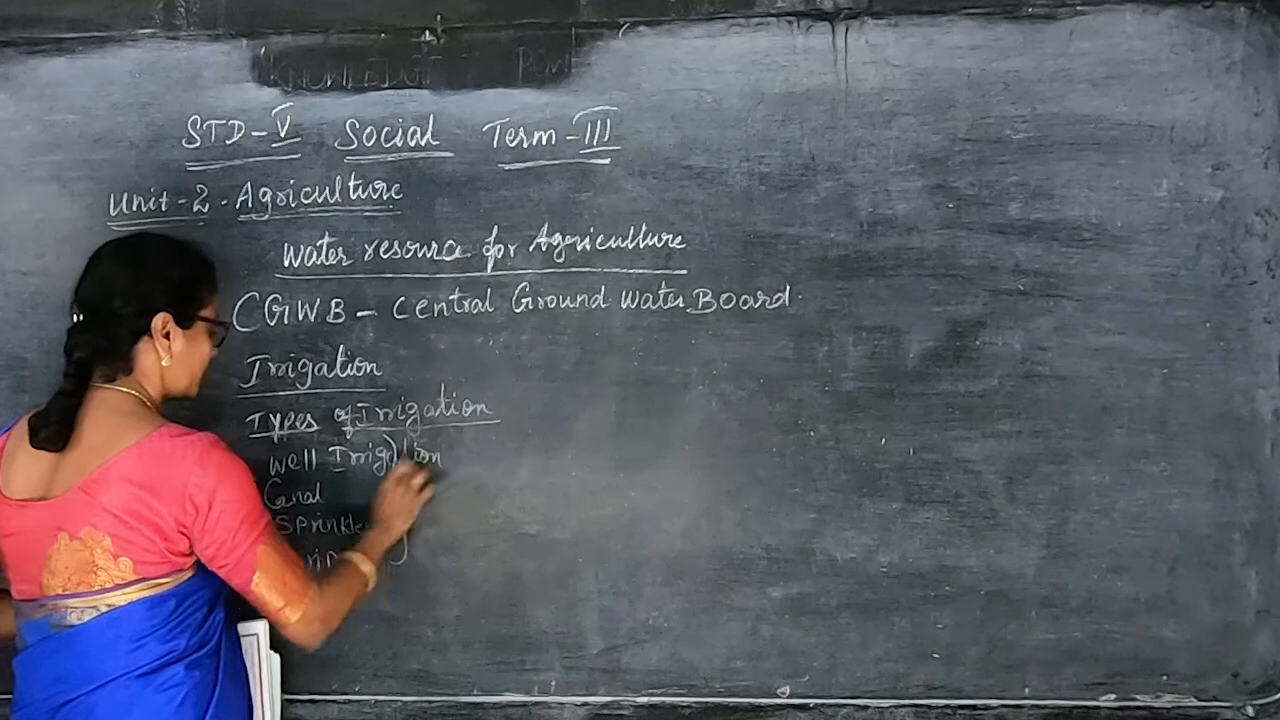 STD-V Social Term-III
Unit-2. Agriculture
Water resource for Agriculture
CGWB - Central Ground Water Board.
Irrigation
Types of Irrigation
Well Irrigation
Canal
Sprinkler